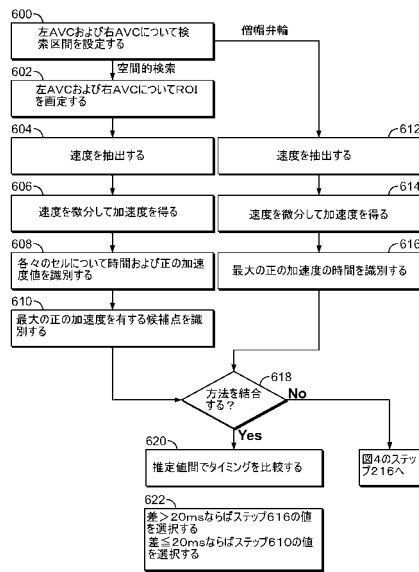 600
左AVCおよび右AVCについて検
索区間を設定する
僧帽弁輪
空間的検索
602
左AVCおよび右AVCについてROI
を画定する
604
速度を抽出する
606
速度を微分して加速度を得る
608
各々のセルについて時間および正の加速
度値を識別する
610
最大の正の加速度を有する候補点を識
別する
612
速度を抽出する
614
速度を微分して加速度を得る
616
最大の正の加速度の時間を識別する
618
方法を結合
する?
No
Yes
620
推定値間でタイミングを比較する
図4のステッ
プ216へ
622
差>20msならばステップ616の値
を選択する
差≦20msならばステップ610の値
を選択する